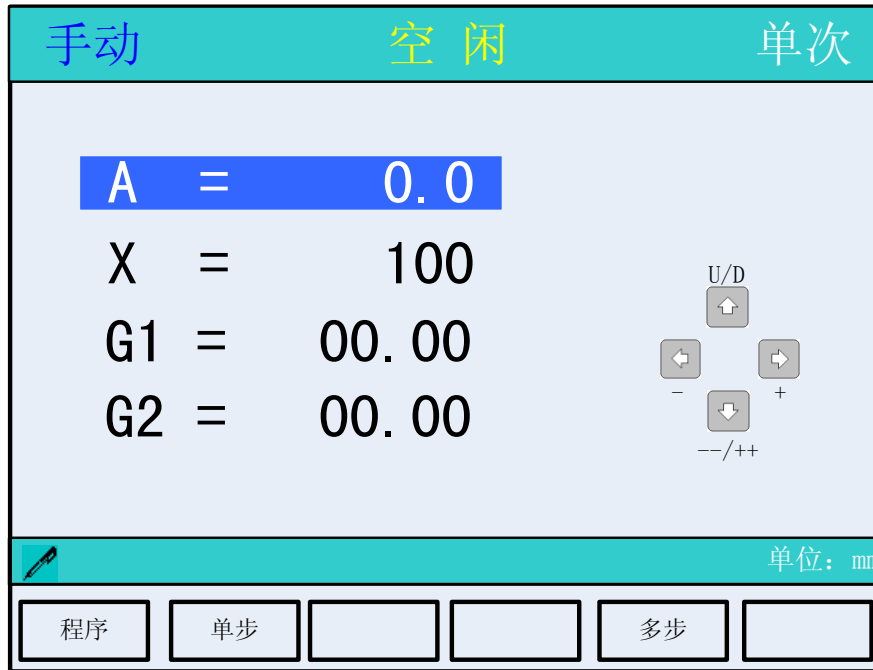 手动 空 闲 单次
A = 0.0
X = 100
G1 = 00.00
G2 = 00.00
U/D
- +
--/++
单位: mm
程序 单步 多步